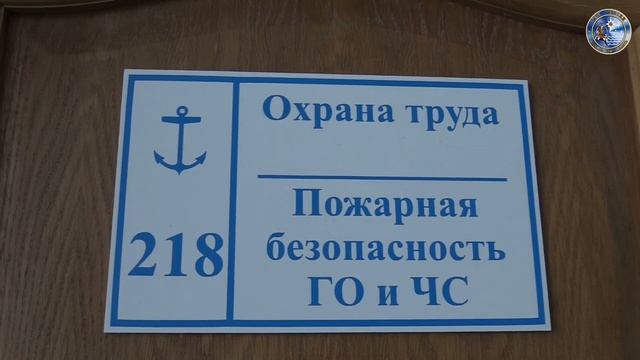 218
Охрана труда
Пожарная
безопасность
ГО и ЧС